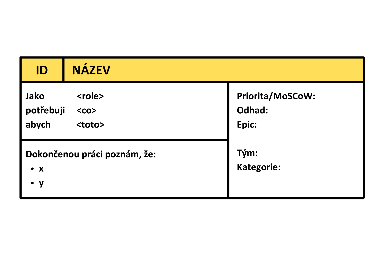 ID NÁZEV
Jako <role>
potřebuji <co>
abych <toto>
Dokončenou práci poznám, že:
• x
• y
Priorita/MoSCoW:
Odhad:
Epic:
Tým:
Kategorie: